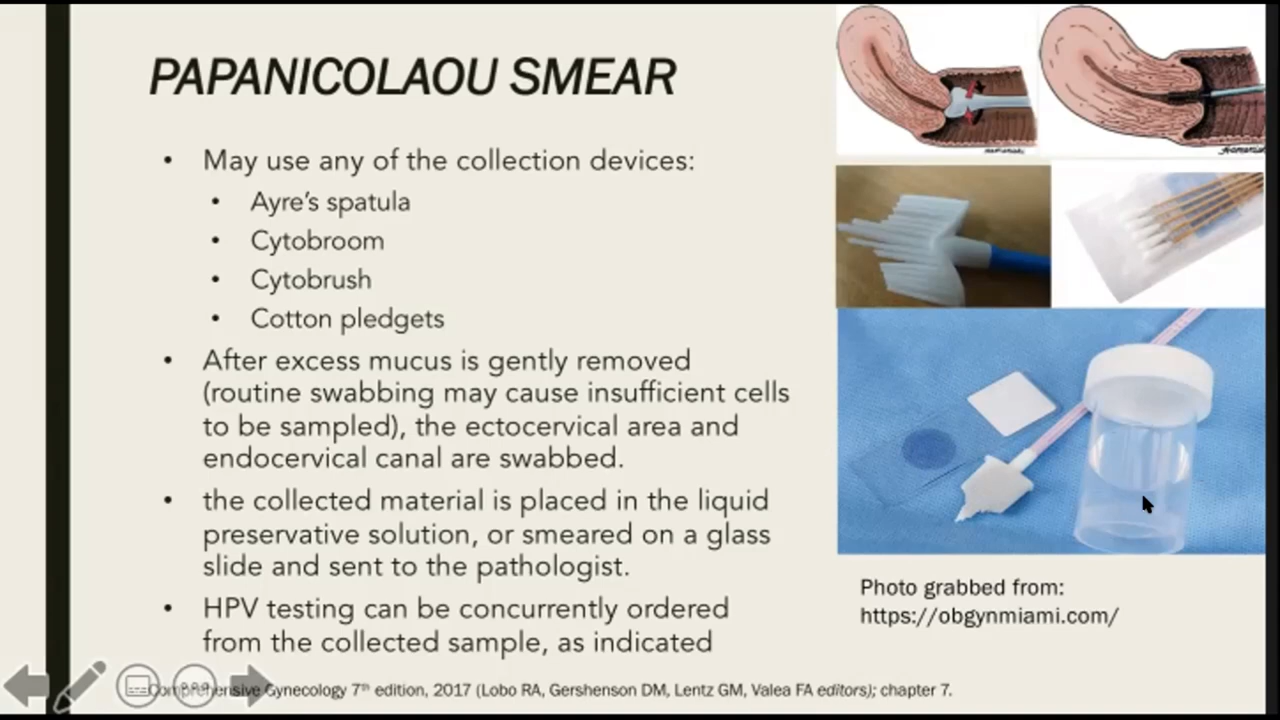 PAPANICOLAOU SMEAR
• May use any of the collection devices:
• Ayre's spatula
• Cytobroom
• Cytobrush
• Cotton pledgets
• After excess mucus is gently removed
(routine swabbing may cause insufficient cells
to be sampled), the ectocervical area and
endocervical canal are swabbed.
• the collected material is placed in the liquid
preservative solution, or smeared on a glass
slide and sent to the pathologist.
• HPV testing can be concurrently ordered
from the collected sample, as indicated
Photo grabbed from:
https://obgynmiami.com/
Comprehensive Gynecology 7th edition, 2017 (Lobo RA, Gershenson DM, Lentz GM, Valea FA editors); chapter 7.